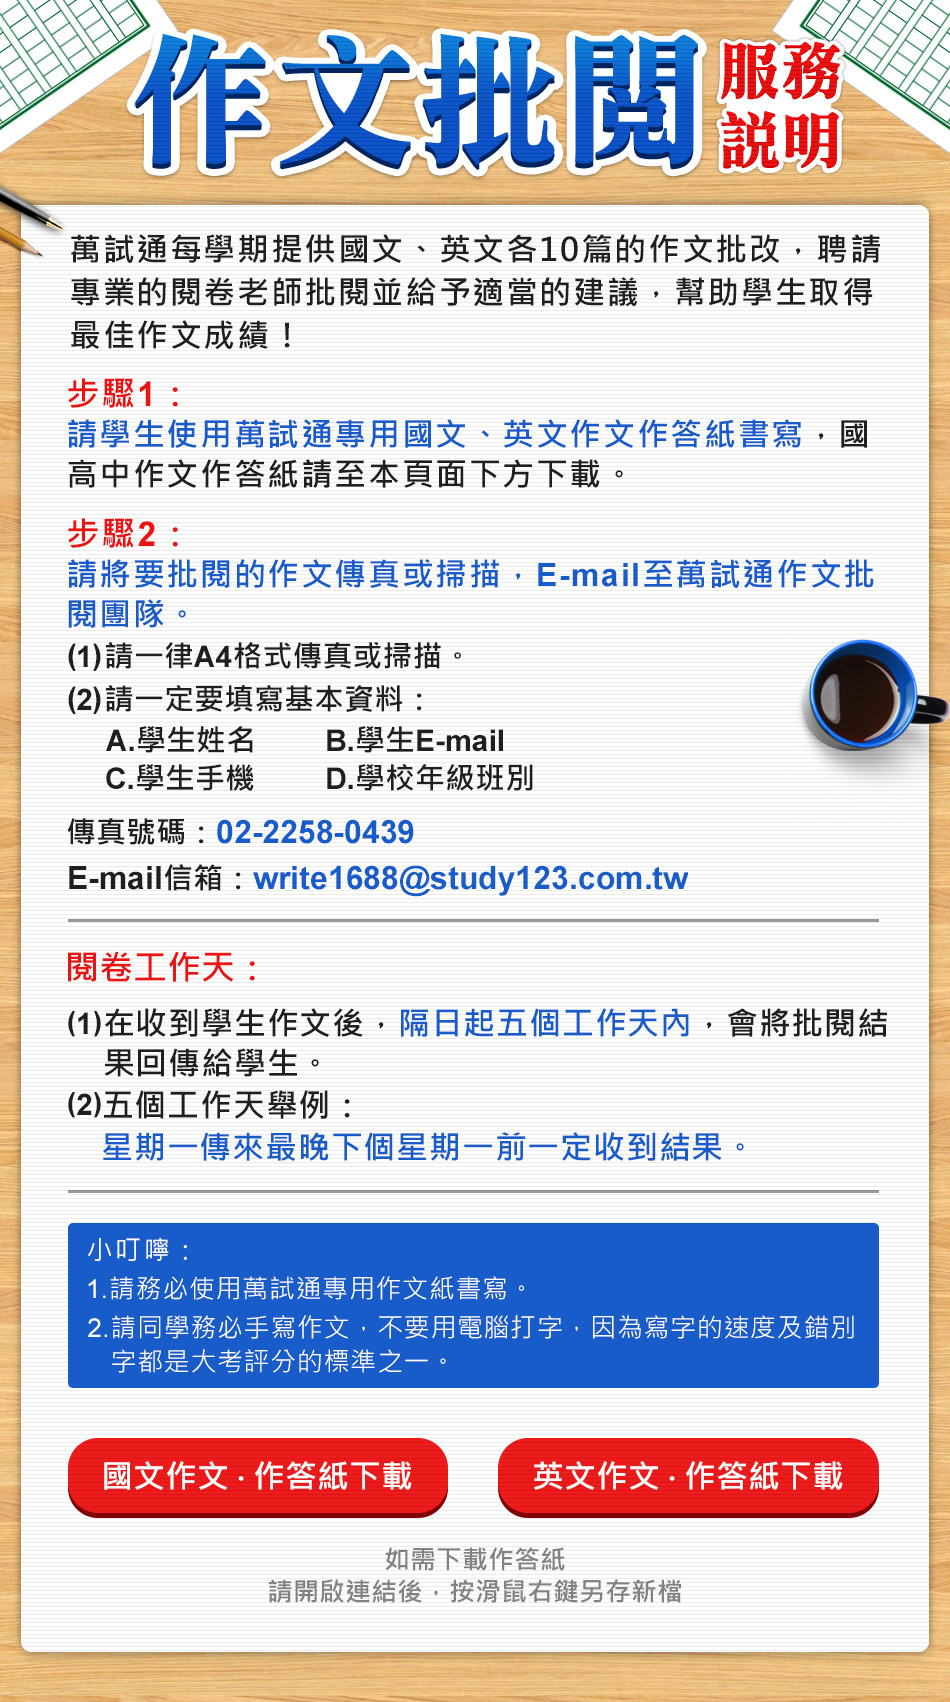 作文批閱 服務說明
萬試通每學期提供國文、英文各10篇的作文批改，聘請
專業的閱卷老師批閱並給予適當的建議，幫助學生取得
最佳作文成績！
步驟1：
請學生使用萬試通專用國文、英文作文作答紙書寫，國
高中作文作答紙請至本頁面下方下載。
步驟2：
請將要批閱的作文傳真或掃描，E-mail至萬試通作文批
閱團隊。
(1)請一律A4格式傳真或掃描。
(2)請一定要填寫基本資料：
A.學生姓名 B.學生E-mail
C.學生手機 D.學校年級班別
傳真號碼：02-2258-0439
E-mail信箱：write1688@study123.com.tw
閱卷工作天：
(1)在收到學生作文後，隔日起五個工作天內，會將批閱結
果回傳給學生。
(2)五個工作天舉例：
星期一傳來最晚下個星期一前一定收到結果。
小叮嚀：
1.請務必使用萬試通專用作文紙書寫。
2.請同學務必手寫作文，不要用電腦打字，因為寫字的速度及錯別
字都是大考評分的標準之一。
國文作文·作答紙下載 英文作文·作答紙下載
如需下載作答紙
請開啟連結後，按滑鼠右鍵另存新檔